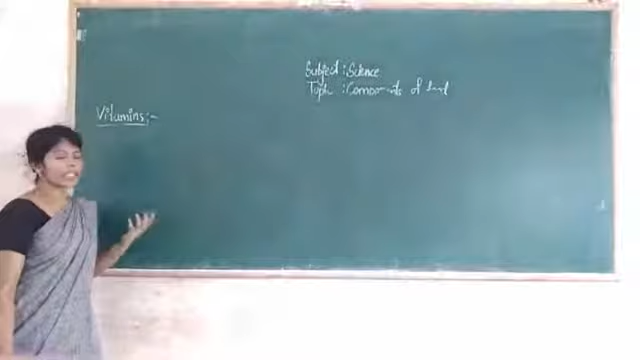 Subject : Science
Topic : Components of food
Vitamins :-